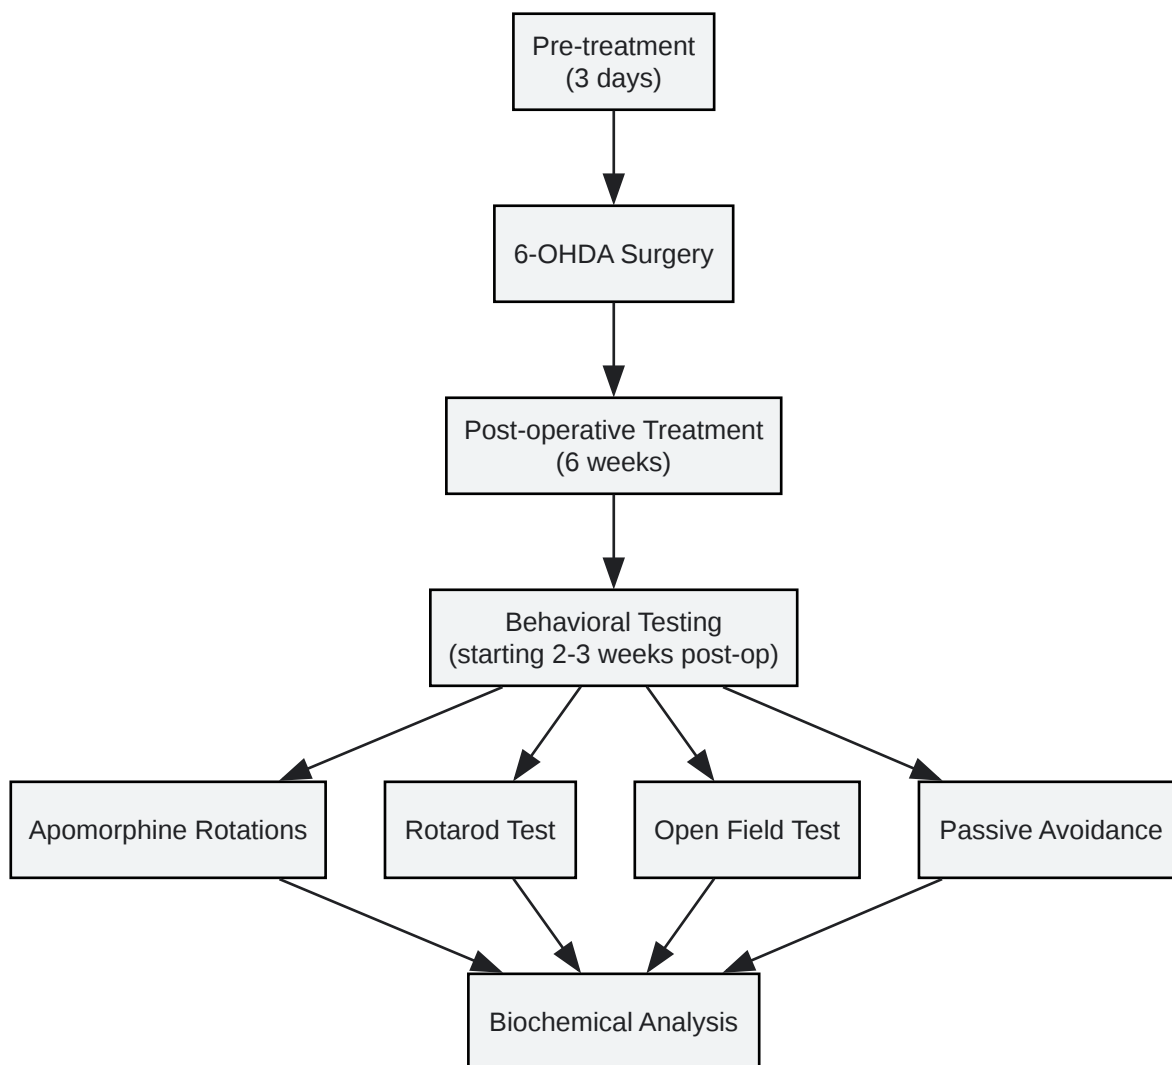 Pre-treatment
(3 days)
6-OHDA Surgery
Post-operative Treatment
(6 weeks)
Behavioral Testing
(starting 2-3 weeks post-op)
Apomorphine Rotations
Rotarod Test
Open Field Test
Passive Avoidance
Biochemical Analysis